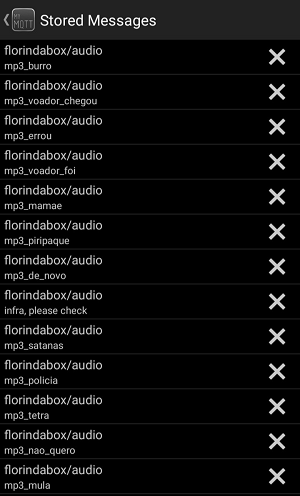 MY
MQTT
Stored Messages
florindabox/audio
mp3_burro
florindabox/audio
mp3_voador_chegou
florindabox/audio
mp3_errou
florindabox/audio
mp3_voador_foi
florindabox/audio
mp3_mamae
florindabox/audio
mp3_piripaque
florindabox/audio
mp3_de_novo
florindabox/audio
infra, please check
florindabox/audio
mp3_satanas
florindabox/audio
mp3_policia
florindabox/audio
mp3_tetra
florindabox/audio
mp3_nao_quero
florindabox/audio
mp3_mula